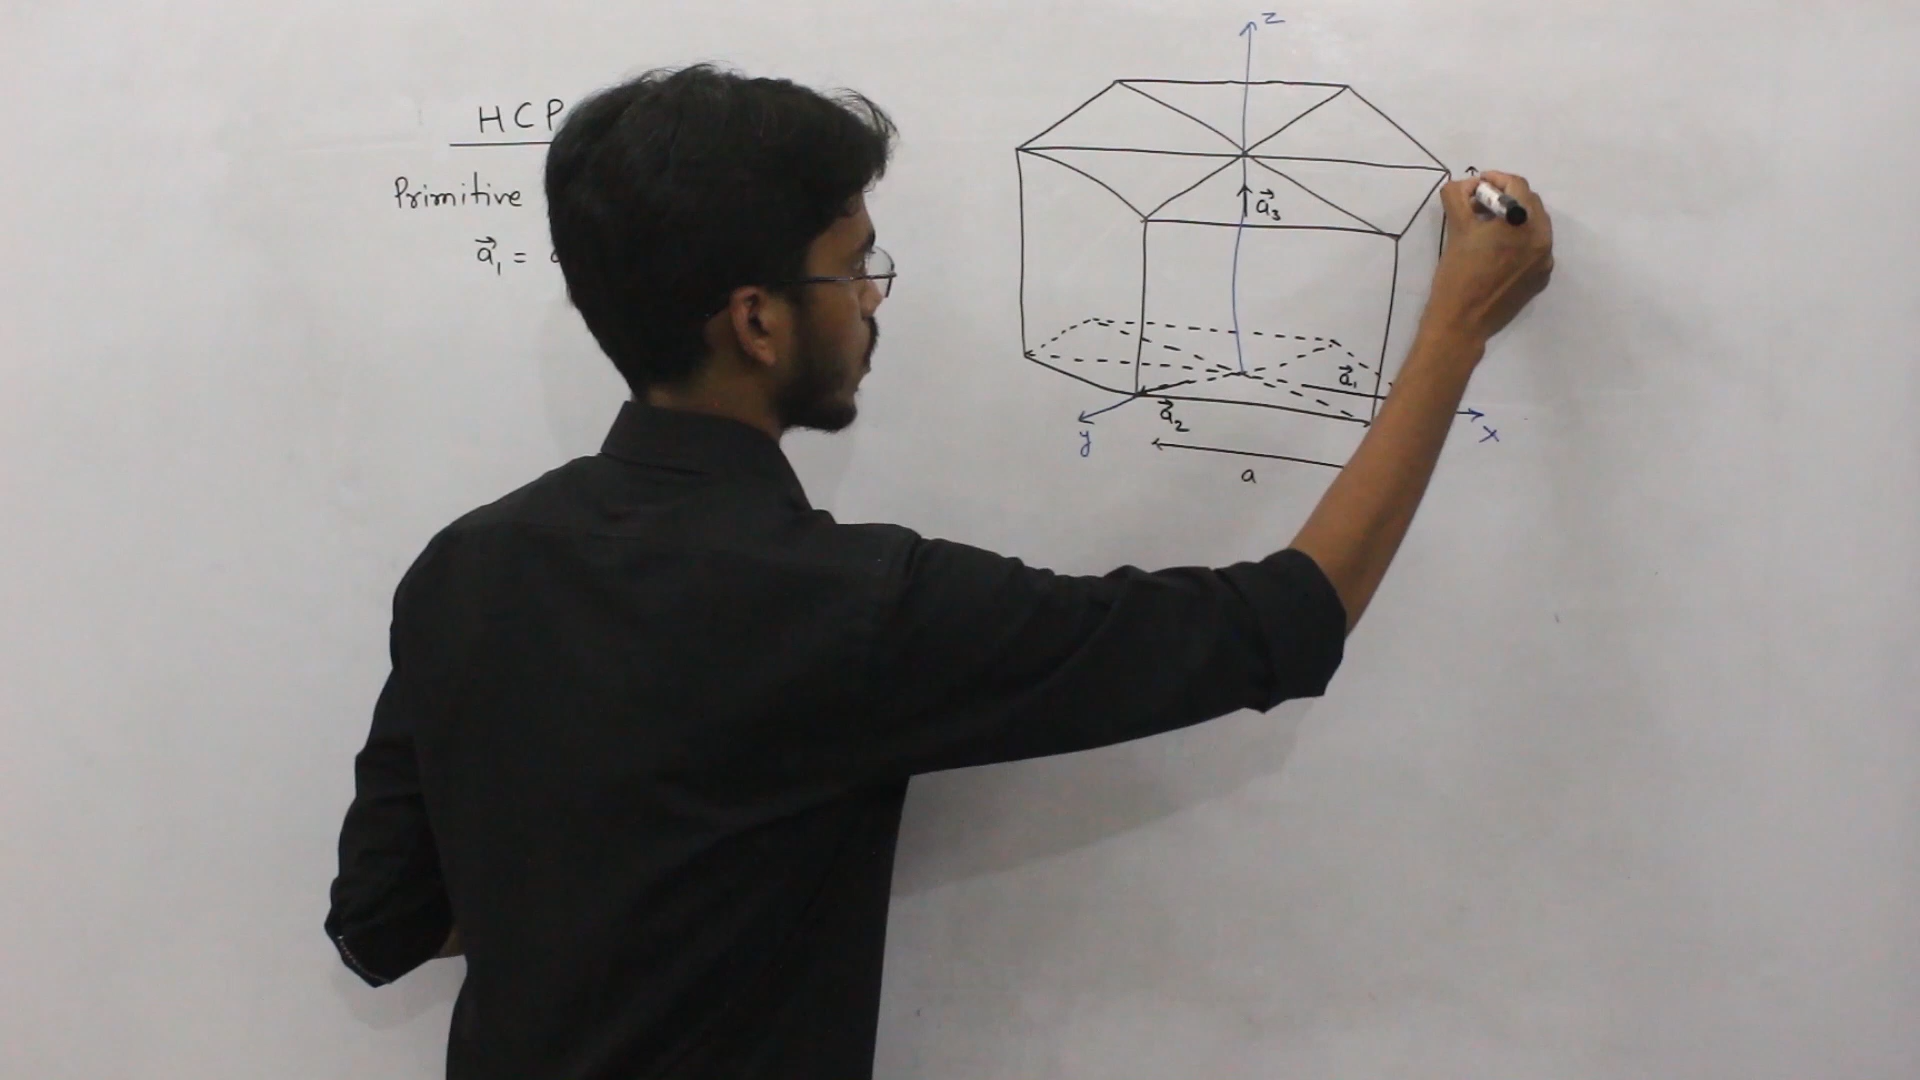 HCP
Primitive
a⃗₁ =
z
a⃗₃
a⃗₁
a⃗₂
y
x
a